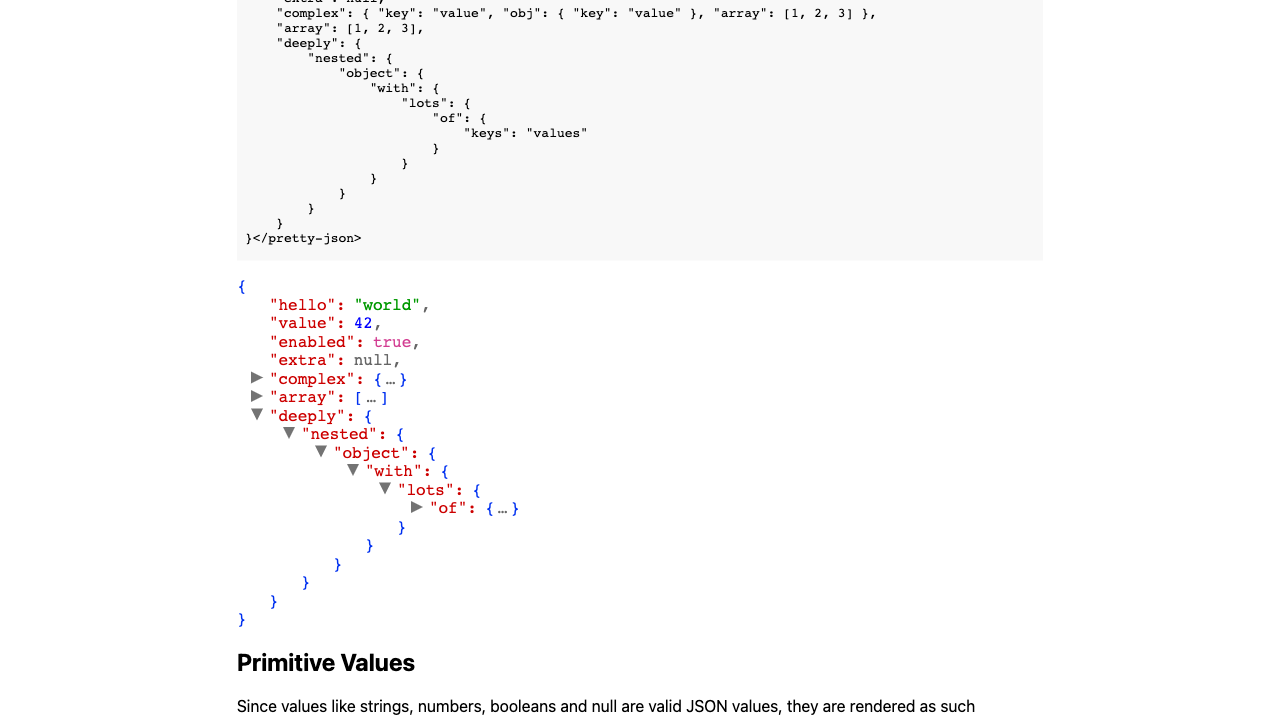 "extra": null,
"complex": { "key": "value", "obj": { "key": "value" }, "array": [1, 2, 3] },
"array": [1, 2, 3],
"deeply": {
"nested": {
"object": {
"with": {
"lots": {
"of": {
"keys": "values"
}
}
}
}
}
}
}</pretty-json>
{
"hello": "world",
"value": 42,
"enabled": true,
"extra": null,
▶ "complex": {…}
▶ "array": […]
▼ "deeply": {
▼ "nested": {
▼ "object": {
▼ "with": {
▼ "lots": {
▶ "of": {…}
}
}
}
}
}
}
Primitive Values
Since values like strings, numbers, booleans and null are valid JSON values, they are rendered as such